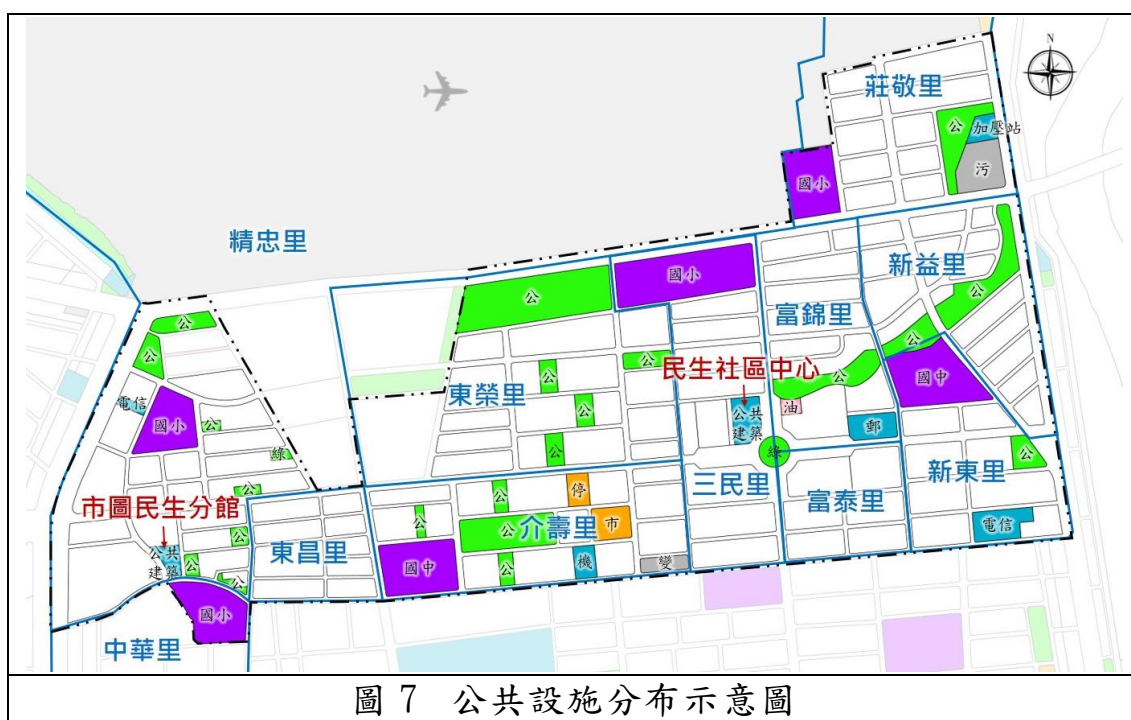 N
莊敬里
公
加壓站
污
國小
精忠里
新益里
國小
公
公
富錦里
公
公
公
國中
民生社區中心
公
公
東榮里
電信
國小
公
公共
建築
油
郵
公
綠
公
綠
新東里
公
三民里
富泰里
市圖民生分館
公
公
停
公
公
介壽里
市
電信
東昌里
公
公共
建築
公
國中
公
機
變
公
國小
中華里
圖 7 公共設施分布示意圖